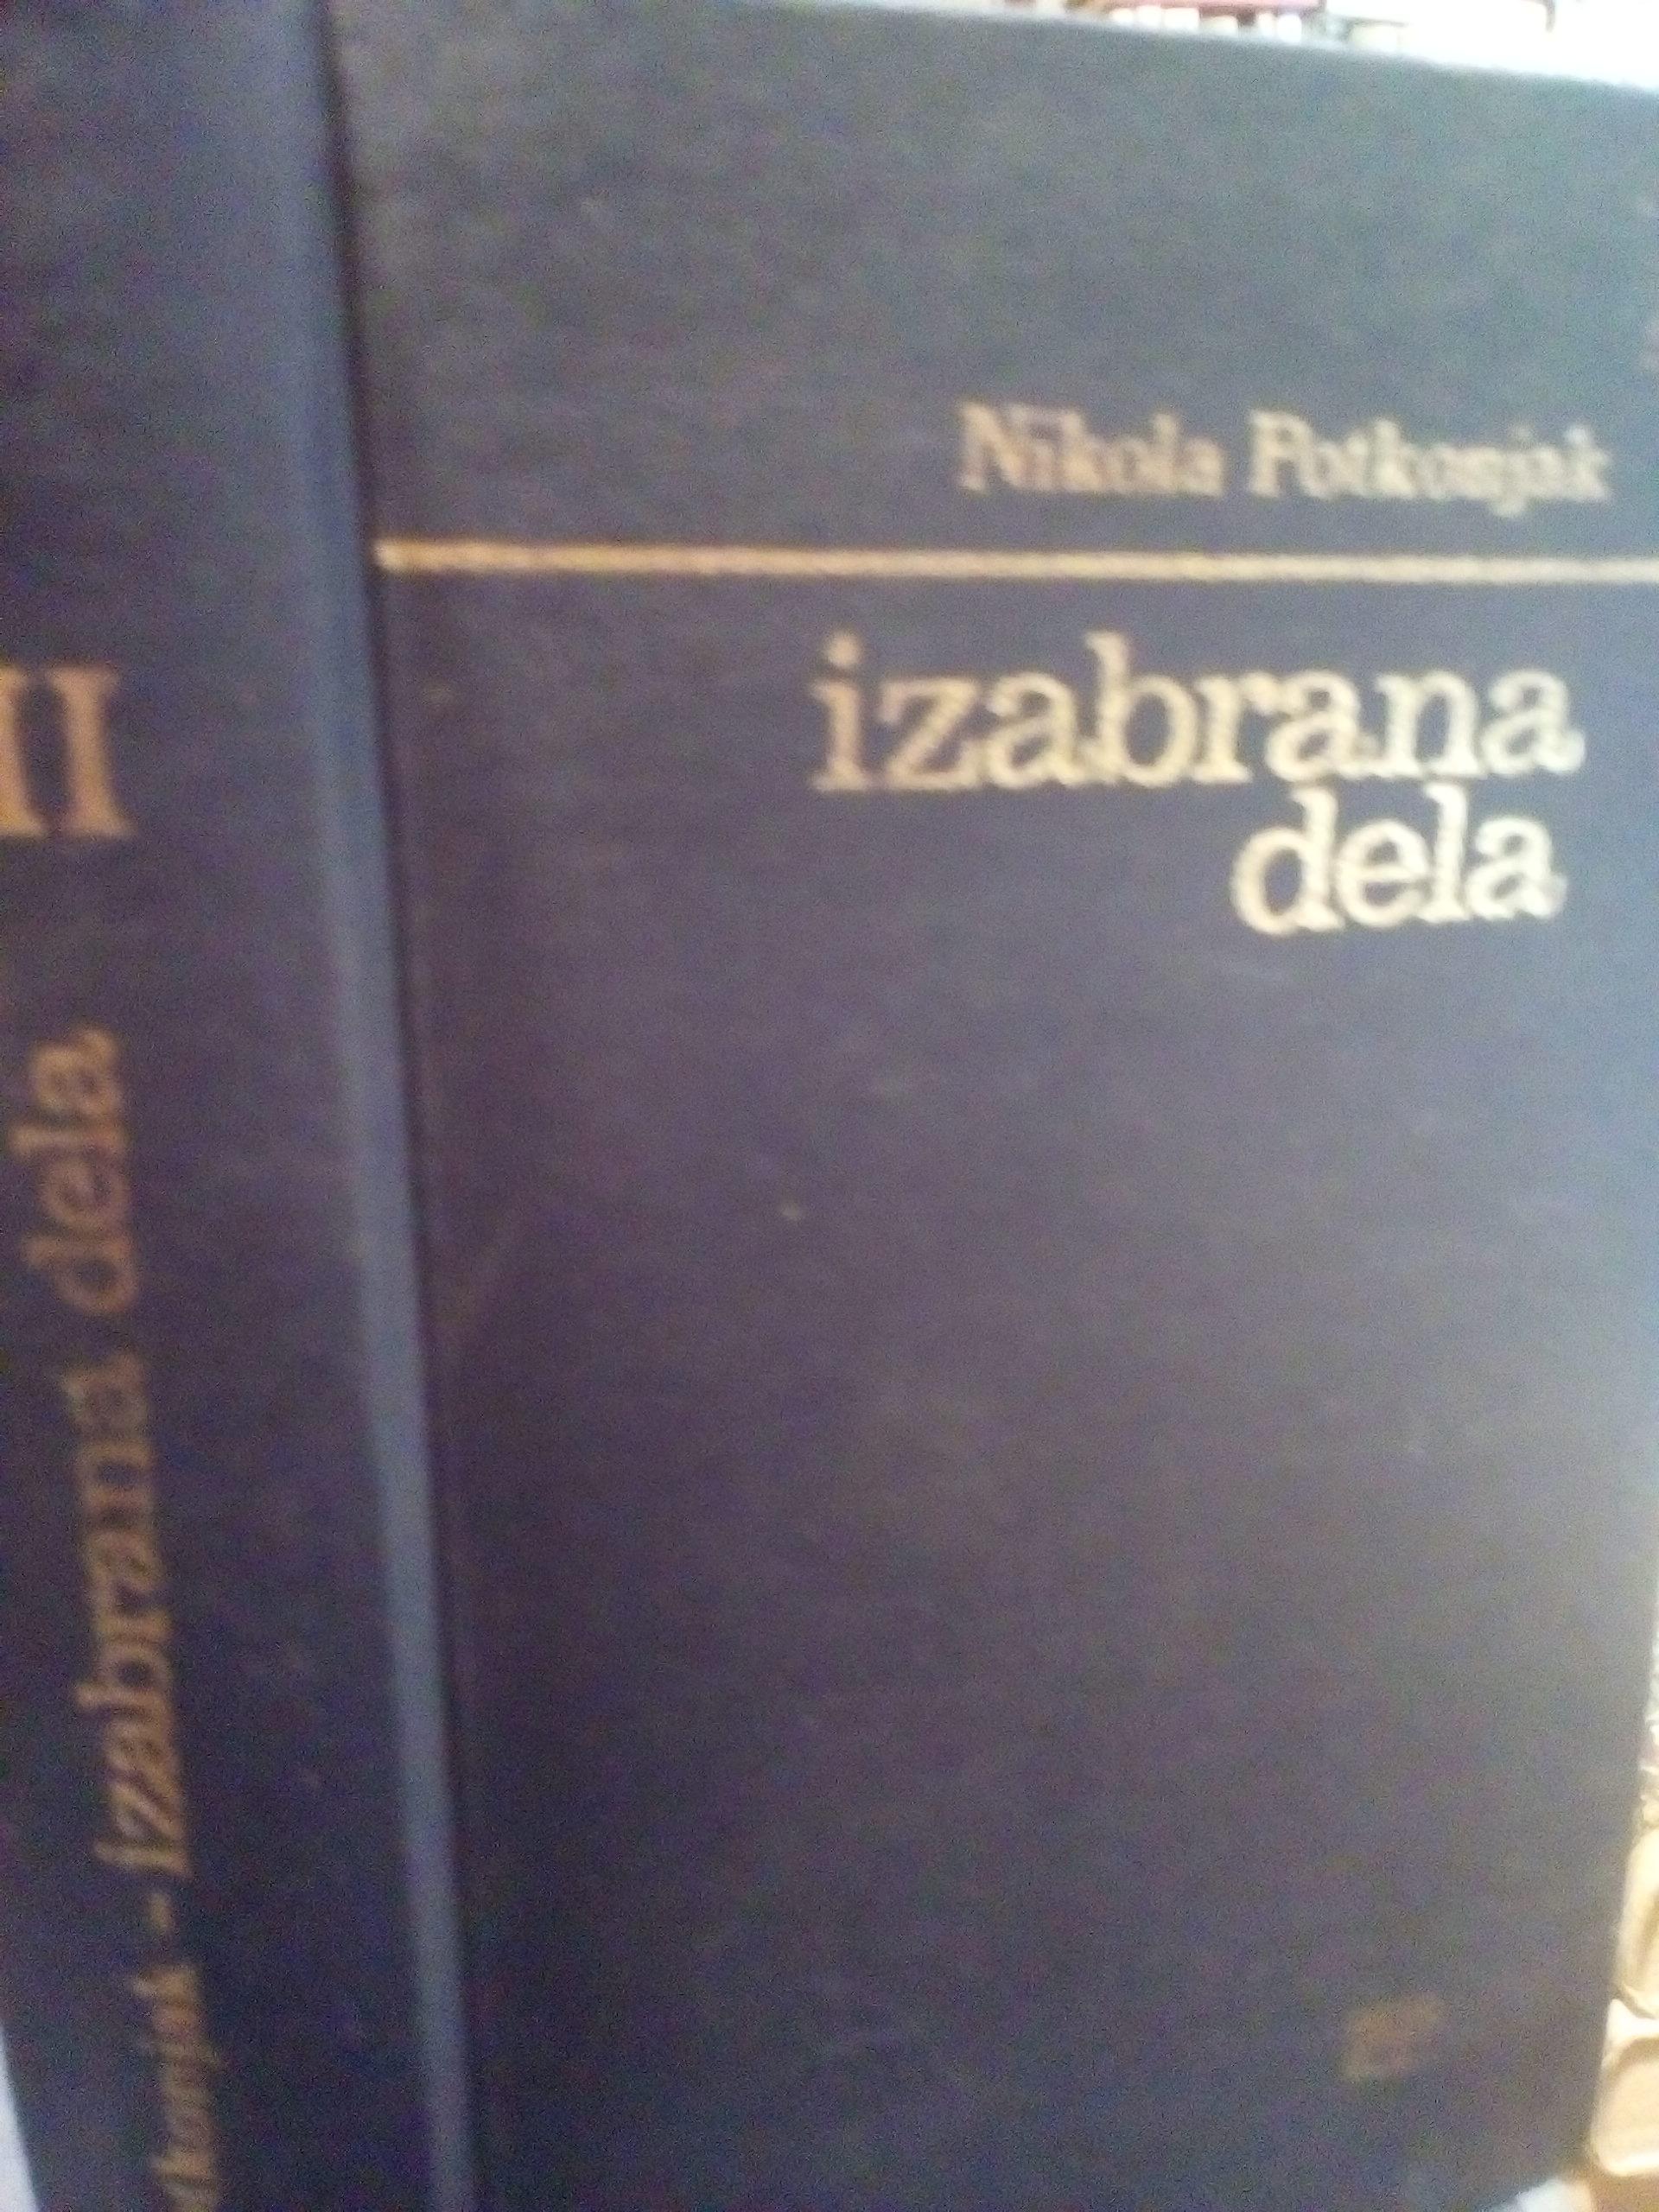 Nikola Potkonjak
izabrana
dela
II
Izabrana dela